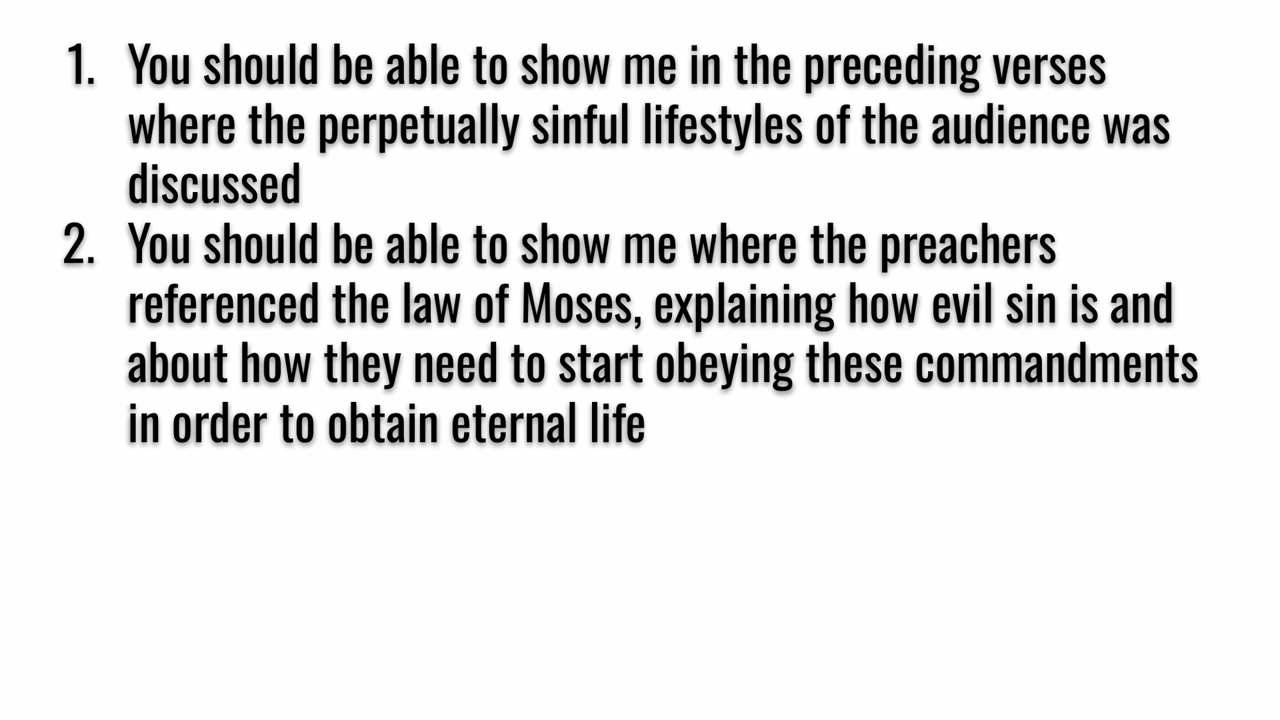 1. You should be able to show me in the preceding verses
where the perpetually sinful lifestyles of the audience was
discussed
2. You should be able to show me where the preachers
referenced the law of Moses, explaining how evil sin is and
about how they need to start obeying these commandments
in order to obtain eternal life